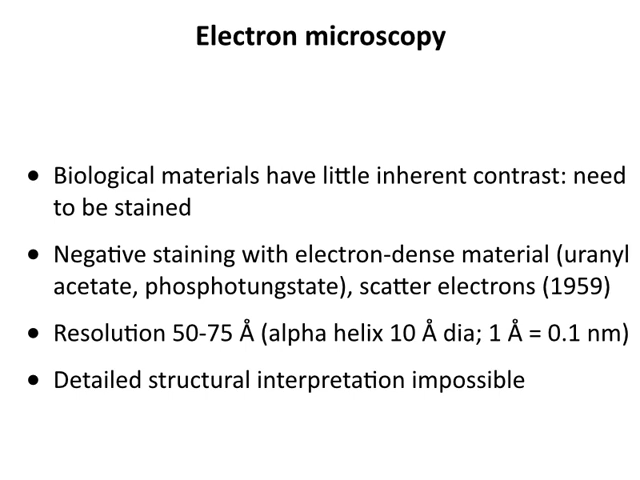 Electron microscopy
● Biological materials have little inherent contrast: need
to be stained
● Negative staining with electron-dense material (uranyl
acetate, phosphotungstate), scatter electrons (1959)
● Resolution 50-75 Å (alpha helix 10 Å dia; 1 Å = 0.1 nm)
● Detailed structural interpretation impossible